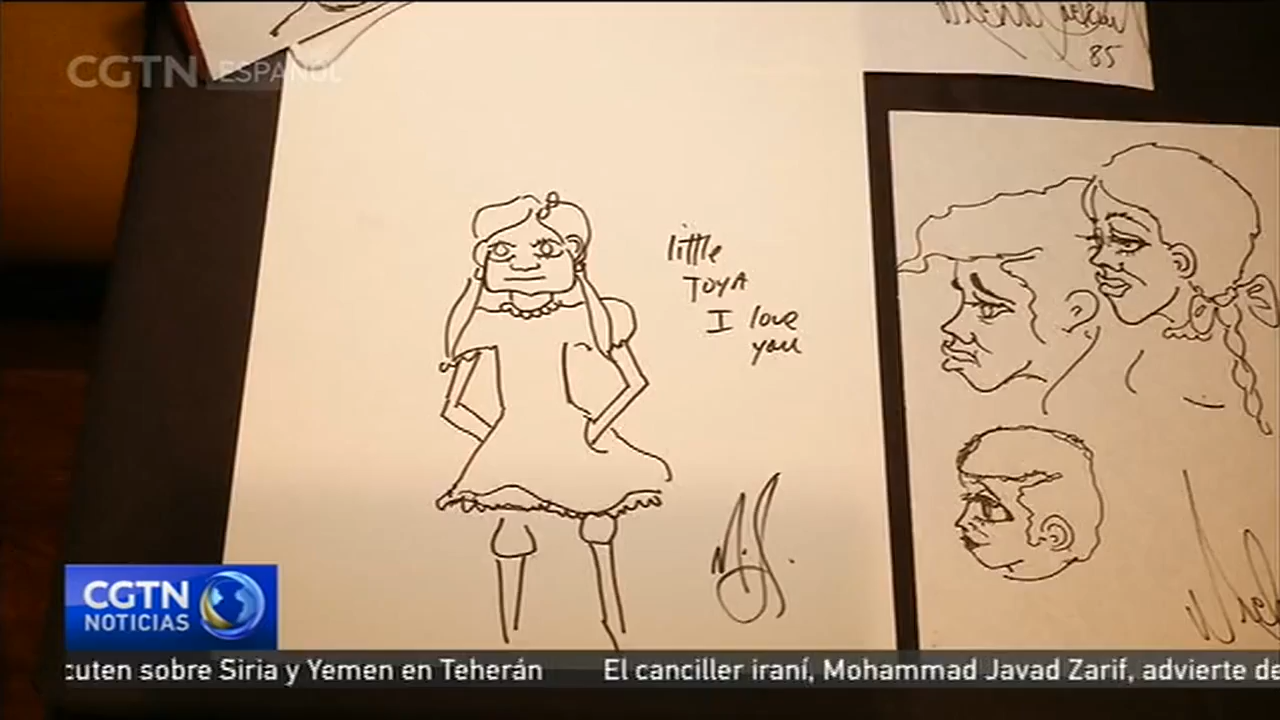 CGTN ESPAÑOL
85
little
TOYA
I love
you
M.J.
CGTN
NOTICIAS
cuten sobre Siria y Yemen en Teherán El canciller iraní, Mohammad Javad Zarif, advierte de